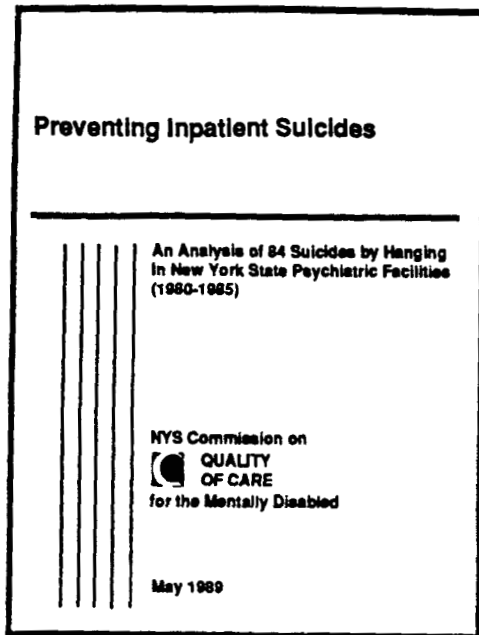 Preventing Inpatient Suicides
An Analysis of 84 Suicides by Hanging
in New York State Psychiatric Facilities
(1980-1985)
NYS Commission on
QUALITY
OF CARE
for the Mentally Disabled
May 1989